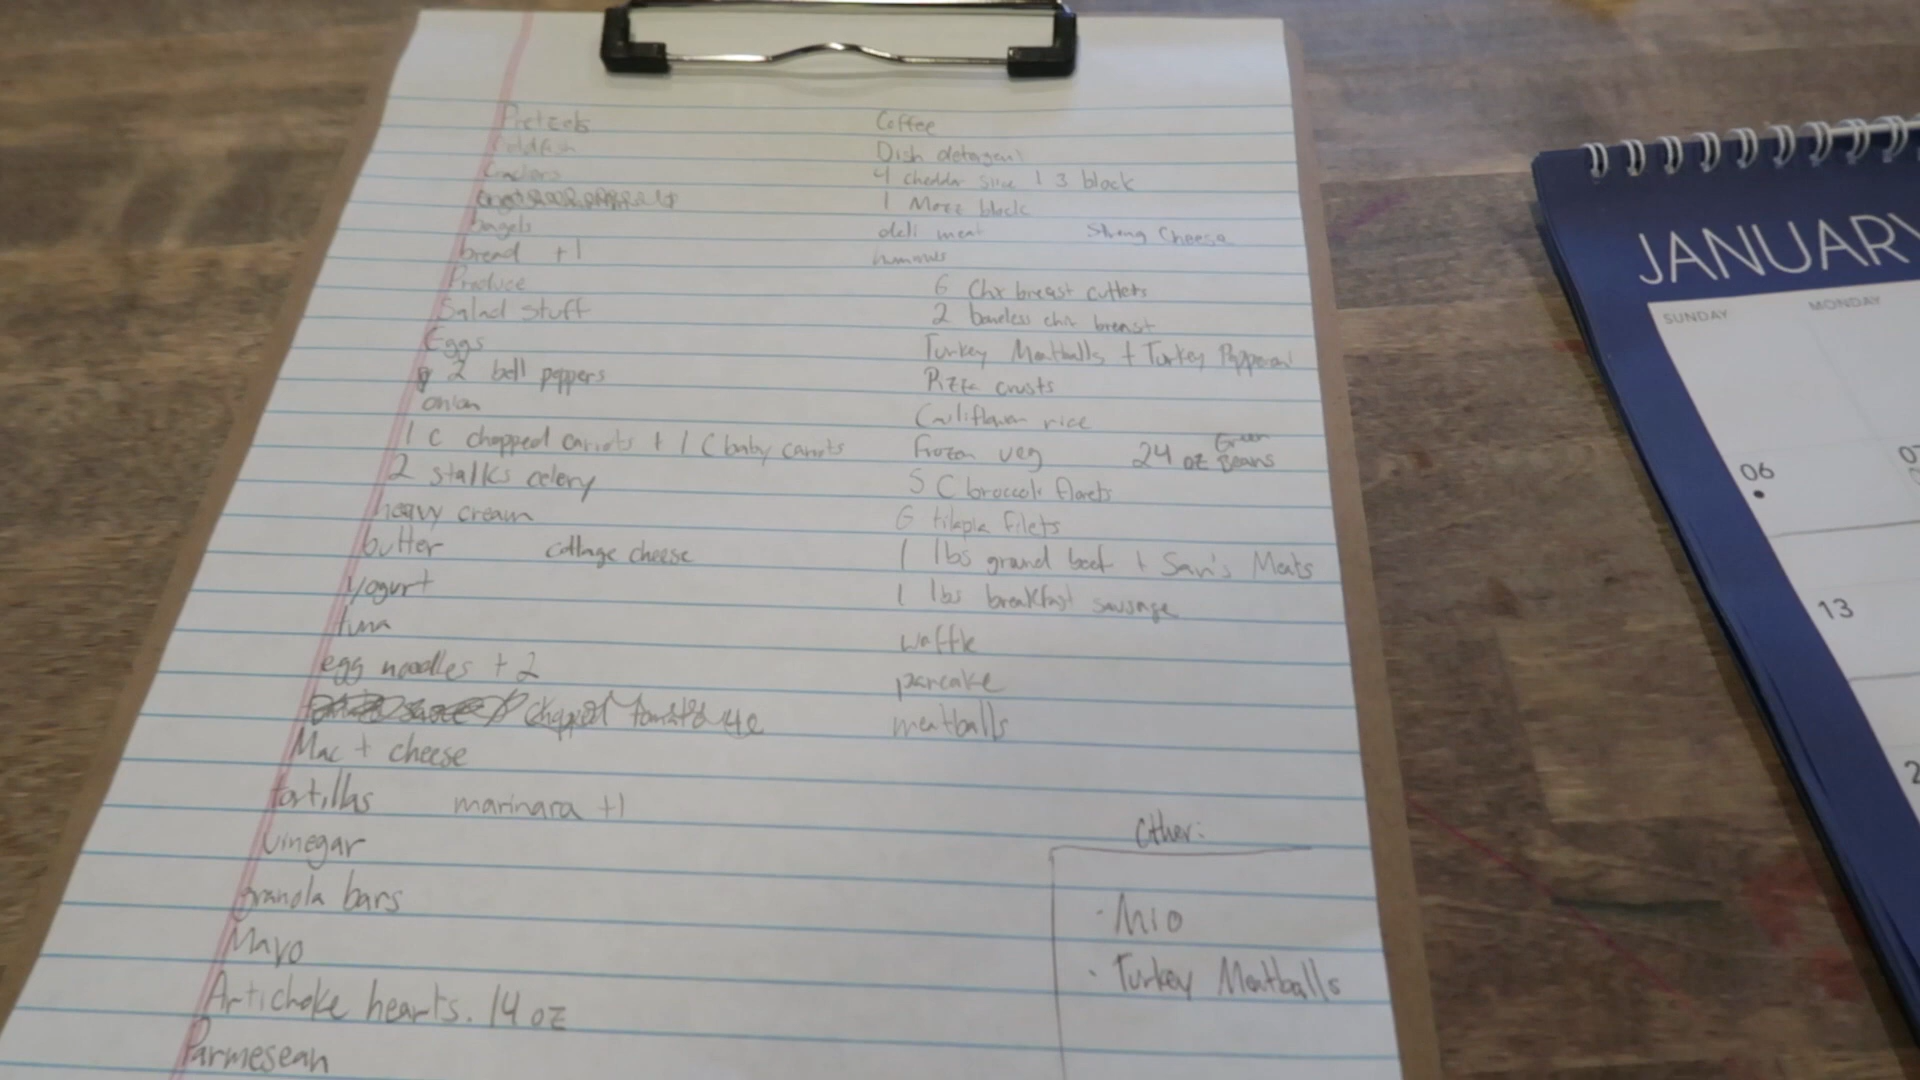 Pretzels
Goldfish
Crackers
bagels
bread +1
Produce
Salad stuff
Eggs
2 bell peppers
onion
1 C chopped carrots + 1 C baby carrots
2 stalks celery
heavy cream
butter cottage cheese
yogurt
tuna
egg noodles + 2
Mac + cheese
tortillas marinara +1
vinegar
granola bars
Mayo
Artichoke hearts. 14 oz
Parmesean
Coffee
Dish detergent
4 cheddar slice 1 3 block
1 Mozz block
deli meat String Cheese
hummus
6 Chx breast cutlets
2 boneless chx breast
Turkey Meatballs + Turkey Pepperoni
Pizza crusts
Cauliflower rice
Frozen veg 24 oz Green Beans
5 C broccoli florets
6 tilapia filets
1 lbs ground beef + Sam's Meats
1 lbs breakfast sausage
waffle
pancake
meatballs
Other:
· Mio
· Turkey Meatballs
JANUARY
SUNDAY MONDAY
06
13